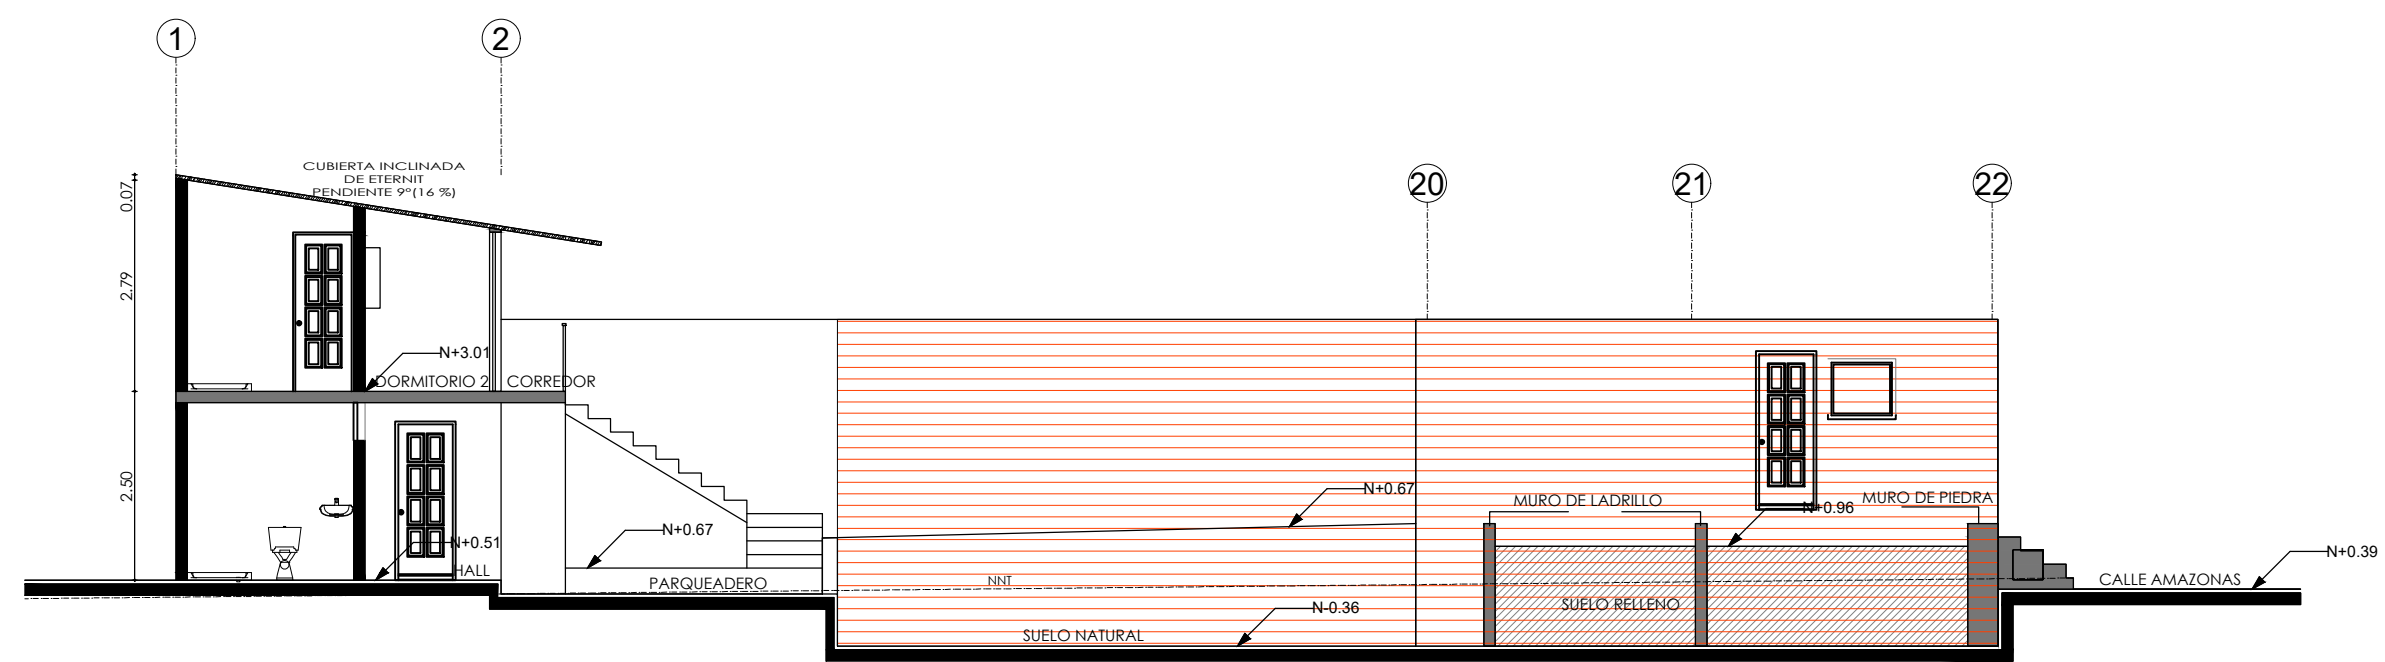 1
2
CUBIERTA INCLINADA
DE ETERNIT
PENDIENTE 9°(16 %)
0.07
20
21
22
2.79
N+3.01
DORMITORIO 2
CORREDOR
2.50
N+0.67
MURO DE LADRILLO
MURO DE PIEDRA
N+0.96
N+0.67
N+0.51
HALL
N+0.39
PARQUEADERO
NNT
CALLE AMAZONAS
N-0.36
SUELO RELLENO
SUELO NATURAL